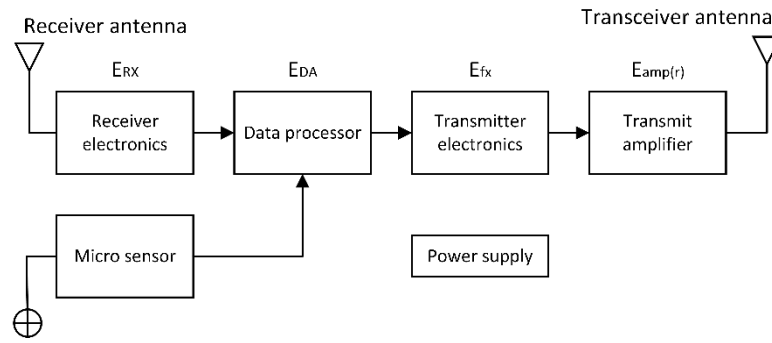 Receiver antenna
Transceiver antenna
ERX
EDA
Efx
Eamp(r)
Receiver
electronics
Data processor
Transmitter
electronics
Transmit
amplifier
Micro sensor
Power supply